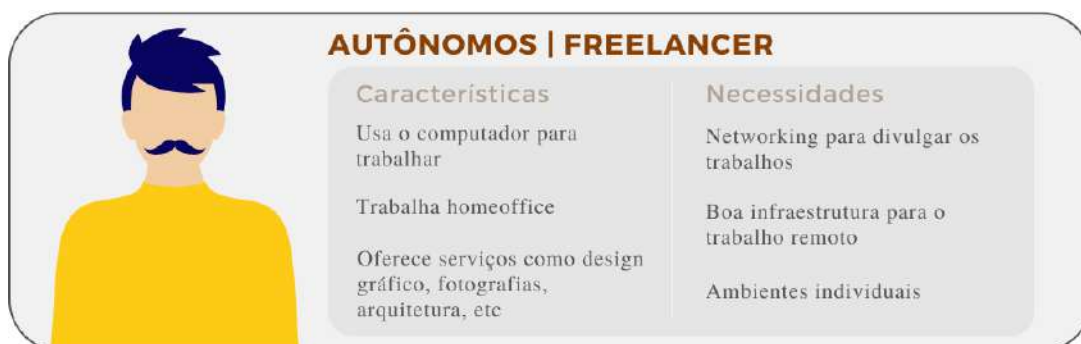 AUTÔNOMOS | FREELANCER
Características
Usa o computador para
trabalhar
Trabalha homeoffice
Oferece serviços como design
gráfico, fotografias,
arquitetura, etc
Necessidades
Networking para divulgar os
trabalhos
Boa infraestrutura para o
trabalho remoto
Ambientes individuais